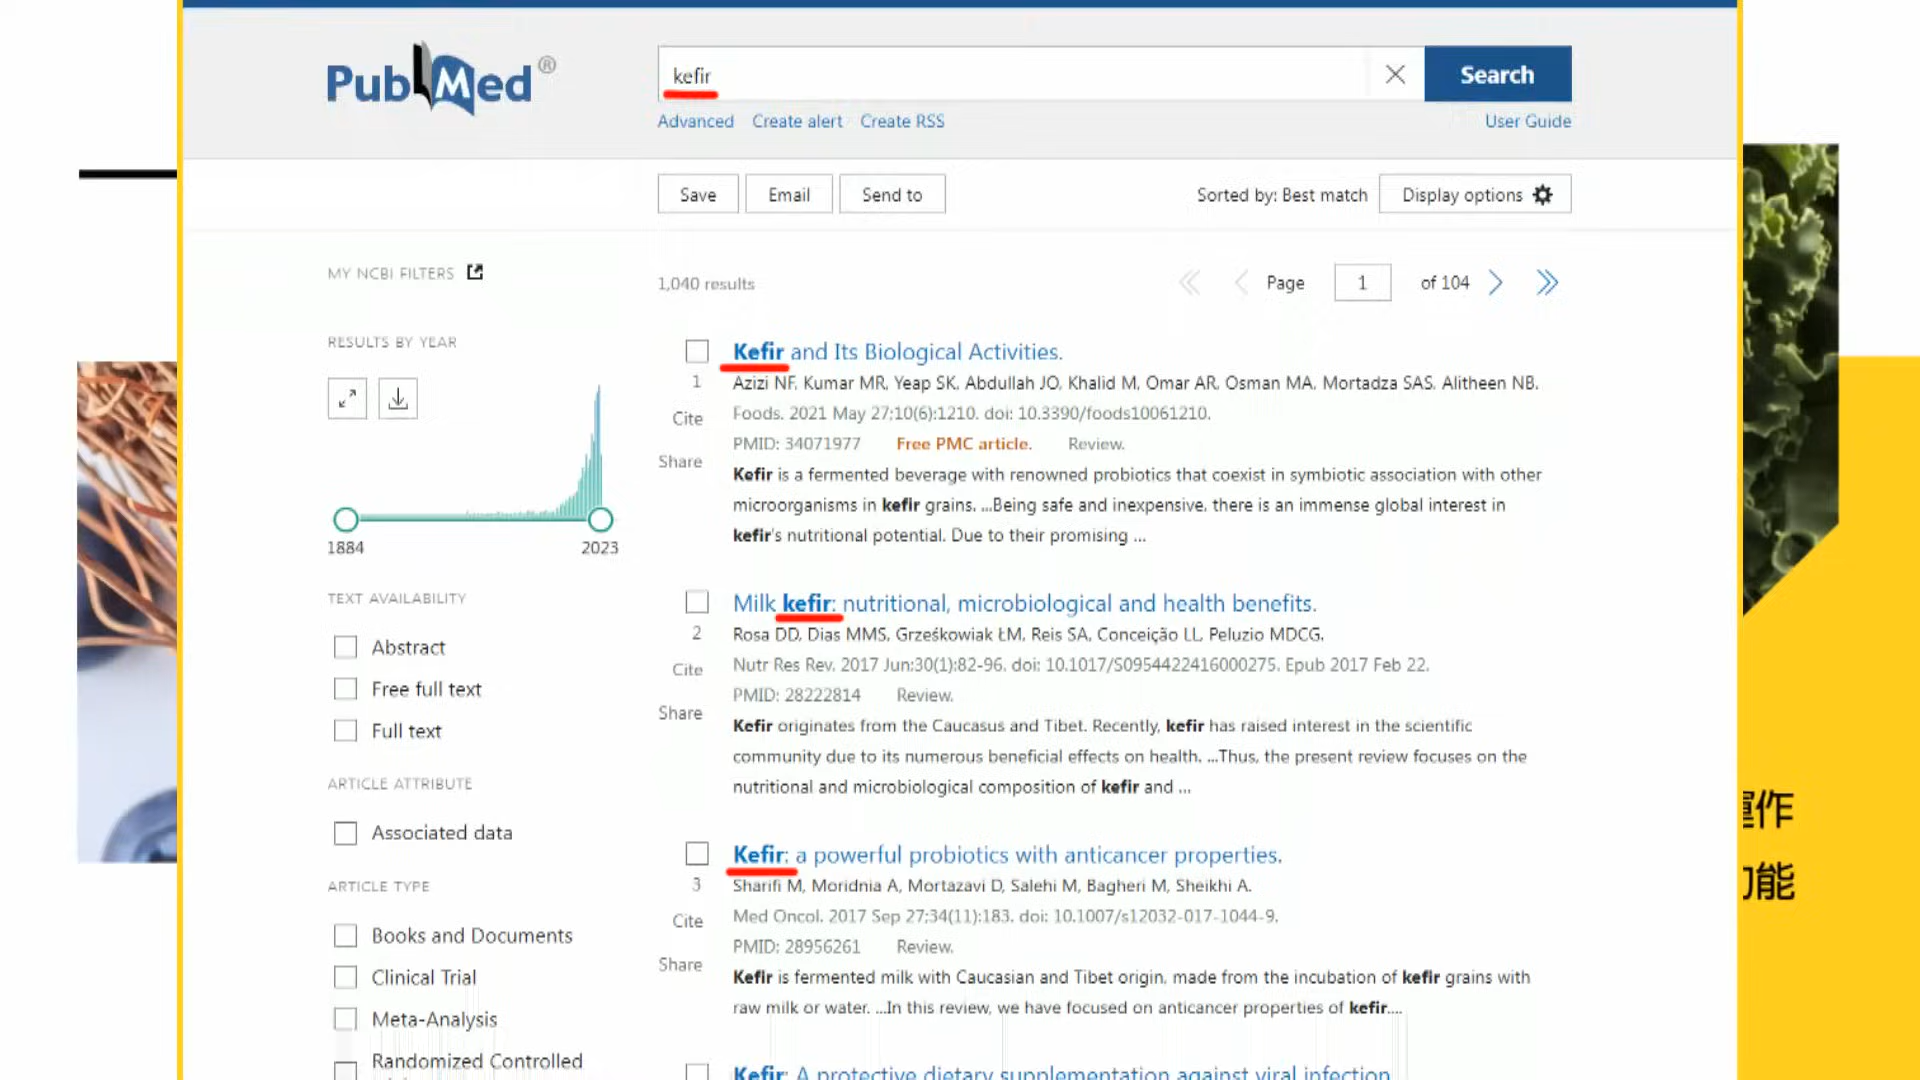 PubMed®
kefir
Search
Advanced Create alert Create RSS
User Guide
Save Email Send to
Sorted by: Best match
Display options
MY NCBI FILTERS
1,040 results
Page 1 of 104
RESULTS BY YEAR
1884
2023
TEXT AVAILABILITY
Abstract
Free full text
Full text
ARTICLE ATTRIBUTE
Associated data
ARTICLE TYPE
Books and Documents
Clinical Trial
Meta-Analysis
Randomized Controlled
Kefir and Its Biological Activities.
1
Cite
Share
Azizi NF, Kumar MR, Yeap SK, Abdullah JO, Khalid M, Omar AR, Osman MA, Mortadza SAS, Alitheen NB.
Foods. 2021 May 27;10(6):1210. doi: 10.3390/foods10061210.
PMID: 34071977 Free PMC article. Review.
Kefir is a fermented beverage with renowned probiotics that coexist in symbiotic association with other
microorganisms in kefir grains. ...Being safe and inexpensive, there is an immense global interest in
kefir's nutritional potential. Due to their promising ...
Milk kefir: nutritional, microbiological and health benefits.
2
Cite
Share
Rosa DD, Dias MMS, Grześkowiak ŁM, Reis SA, Conceição LL, Peluzio MDCG.
Nutr Res Rev. 2017 Jun;30(1):82-96. doi: 10.1017/S0954422416000275. Epub 2017 Feb 22.
PMID: 28222814 Review.
Kefir originates from the Caucasus and Tibet. Recently, kefir has raised interest in the scientific
community due to its numerous beneficial effects on health. ...Thus, the present review focuses on the
nutritional and microbiological composition of kefir and ...
Kefir: a powerful probiotics with anticancer properties.
3
Cite
Share
Sharifi M, Moridnia A, Mortazavi D, Salehi M, Bagheri M, Sheikhi A.
Med Oncol. 2017 Sep 27;34(11):183. doi: 10.1007/s12032-017-1044-9.
PMID: 28956261 Review.
Kefir is fermented milk with Caucasian and Tibet origin, made from the incubation of kefir grains with
raw milk or water. ...In this review, we have focused on anticancer properties of kefir....
Kefir: A protective dietary supplementation against viral infection.
運作
功能